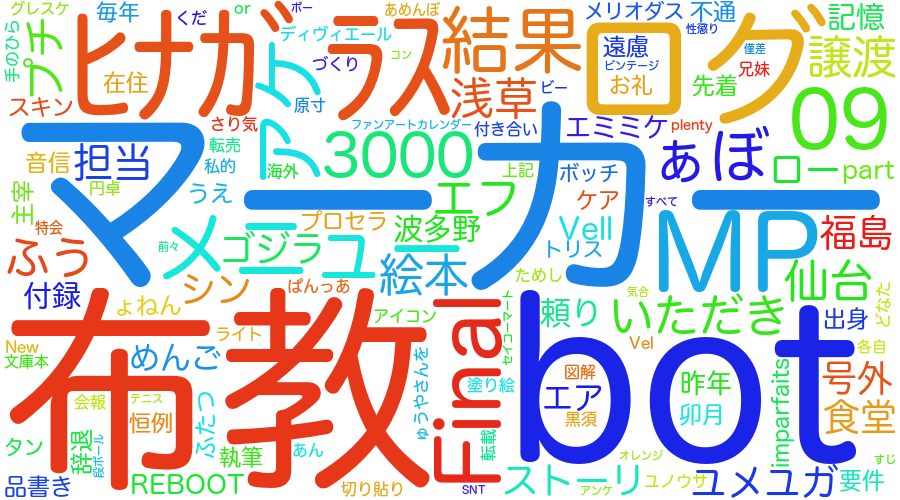 グレスケ
毎年
くだ
or
ボー
あめんぼ
メリオダス
不通
性懲り
僅差
記憶
手のひら
プチ
ヒナガ
ディヴィエール
コン
ラス
結果
遠慮
ビンテージ
ログ
兄妹
譲渡
在住
づくり
アケ
原寸
浅草
ビー
お礼
先着
09
スキン
さり気
転売
私的
海外
3000
ファンアートカレンダー
付き合い
エミミケ
plenty
あぼ
ロー
part
音信
担当
マーカー
上記
ボッチ
ケア
すべて
主宰
円卓
うえ
エフ
特会
ふう
前々
メーユー
ゴジラ
プロセラ
波多野
Vell
トリス
MP
福島
付録
シン
ぱんっあ
絵本
ためし
気合
仙台
どなた
ょねん
アイコン
Final
セイコーマート
頼り
いただき
出身
New
文庫本
めんご
ライト
ゅうやさんを
布教
bot
Vel
各自
会報
テニス
恒例
ふたつ
塗り絵
図解
エア
黒須
昨年
卯月
imparfaits
号外
食堂
タン
辞退
段ボール
執筆
あん
転載
オレンジ
すじ
品書き
REBOOT
切り貼り
SNT
ストーリ
アンケ
ユノウサ
ユメユガ
要件